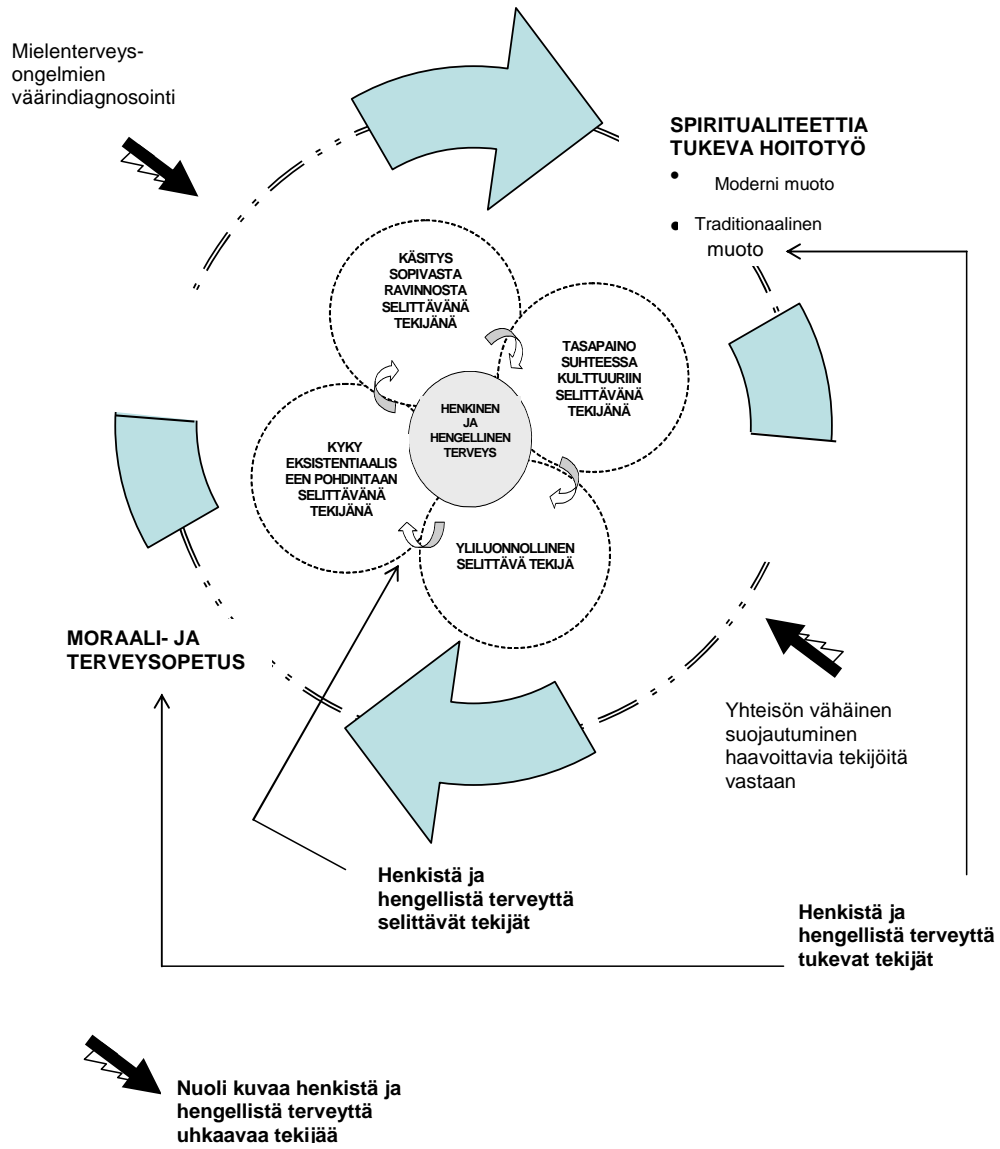 Mielenterveys-
ongelmien
väärindiagnosointi
SPIRITUALITEETTIA
TUKEVA HOITOTYÖ
• Moderni muoto
• Traditionaalinen
muoto
KÄSITYS
SOPIVASTA
RAVINNOSTA
SELITTÄVÄNÄ
TEKIJÄNÄ
TASAPAINO
SUHTEESSA
KULTTUURIIN
SELITTÄVÄNÄ
TEKIJÄNÄ
HENKINEN
JA
HENGELLINEN
TERVEYS
KYKY
EKSISTENTIAALIS
EEN POHDINTAAN
SELITTÄVÄNÄ
TEKIJÄNÄ
YLILUONNOLLINEN
SELITTÄVÄ TEKIJÄ
MORAALI- JA
TERVEYSOPETUS
Yhteisön vähäinen
suojautuminen
haavoittavia tekijöitä
vastaan
Henkistä ja
hengellistä terveyttä
selittävät tekijät
Henkistä ja
hengellistä terveyttä
tukevat tekijät
Nuoli kuvaa henkistä ja
hengellistä terveyttä
uhkaavaa tekijää